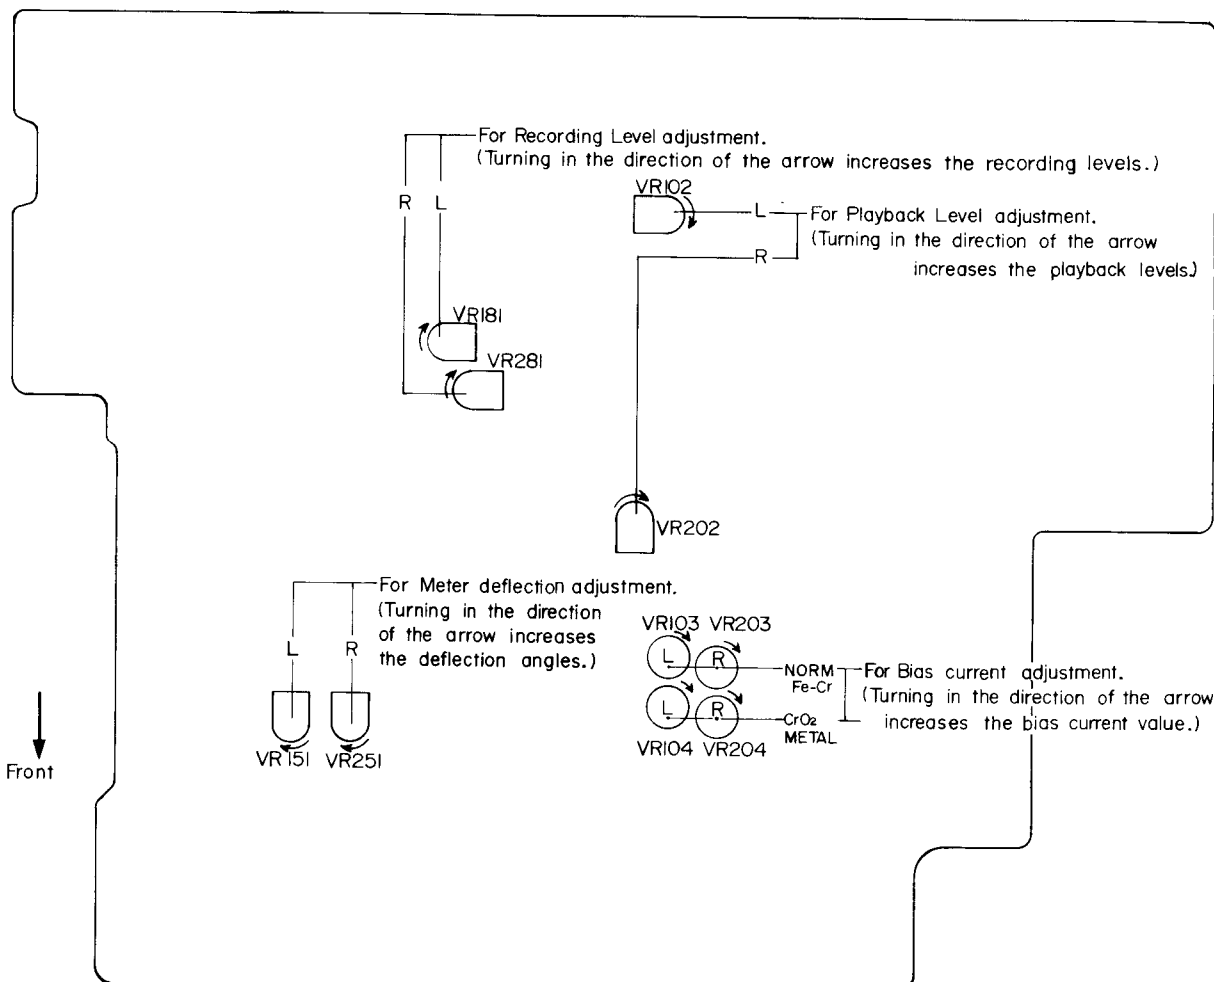 For Recording Level adjustment.
(Turning in the direction of the arrow increases the recording levels.)
R L
VR102
L
For Playback Level adjustment.
(Turning in the direction of the arrow
increases the playback levels.)
R
VR181
VR281
VR202
For Meter deflection adjustment.
(Turning in the direction
of the arrow increases
the deflection angles.)
L R
VR151 VR251
VR103 VR203
L R
NORM
Fe-Cr
L R
CrO2
METAL
VR104 VR204
For Bias current adjustment.
(Turning in the direction of the arrow
increases the bias current value.)
Front